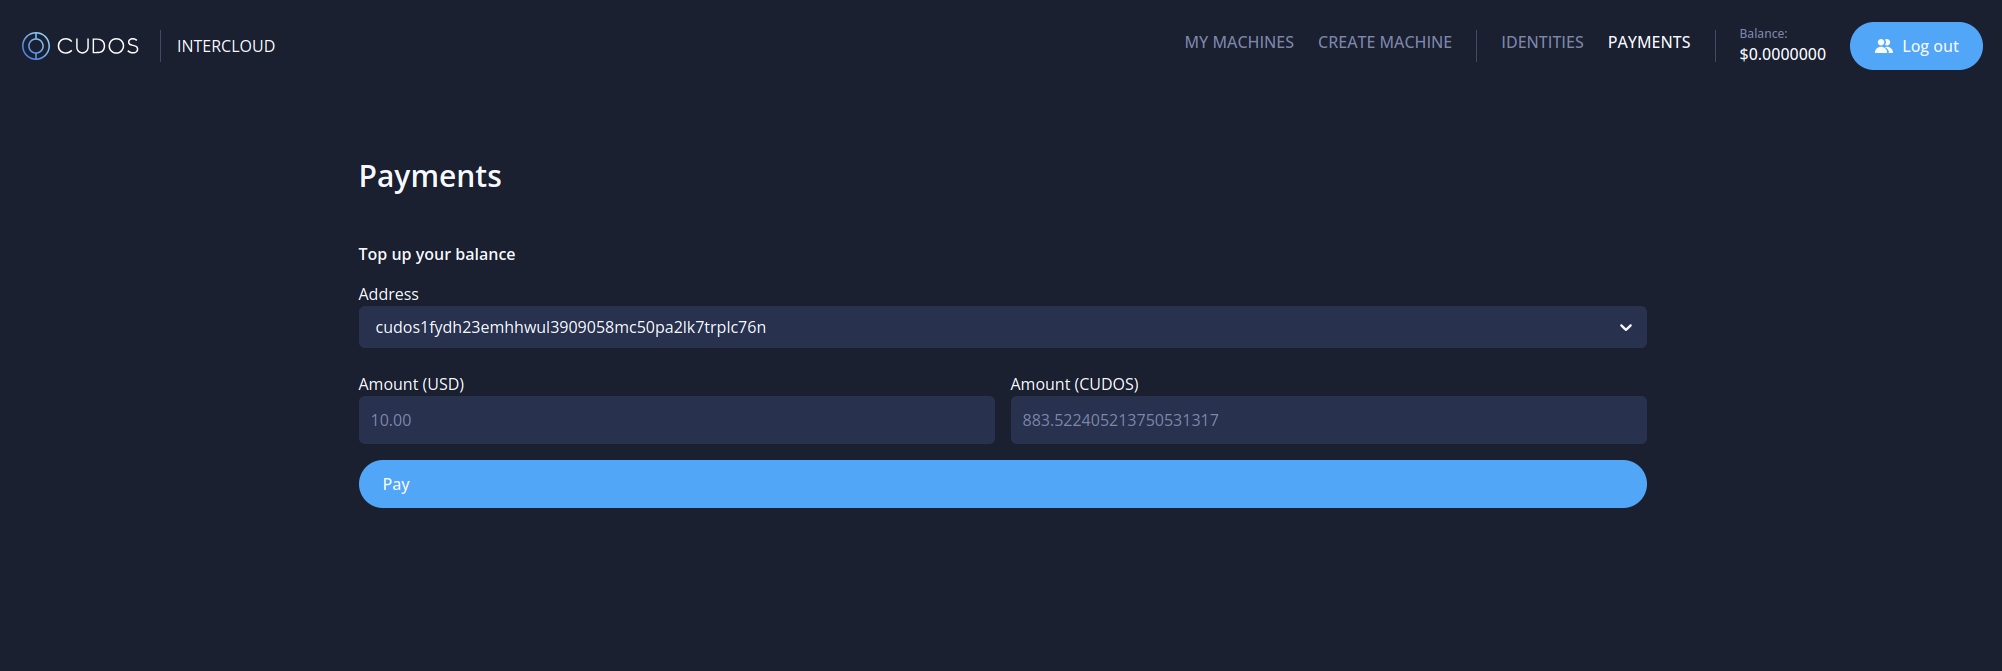 CUDOS INTERCLOUD MY MACHINES CREATE MACHINE IDENTITIES PAYMENTS Balance: $0.0000000 Log out
Payments
Top up your balance
Address
cudos1fydh23emhhwul3909058mc50pa2lk7trplc76n
Amount (USD) Amount (CUDOS)
10.00 883.522405213750531317
Pay